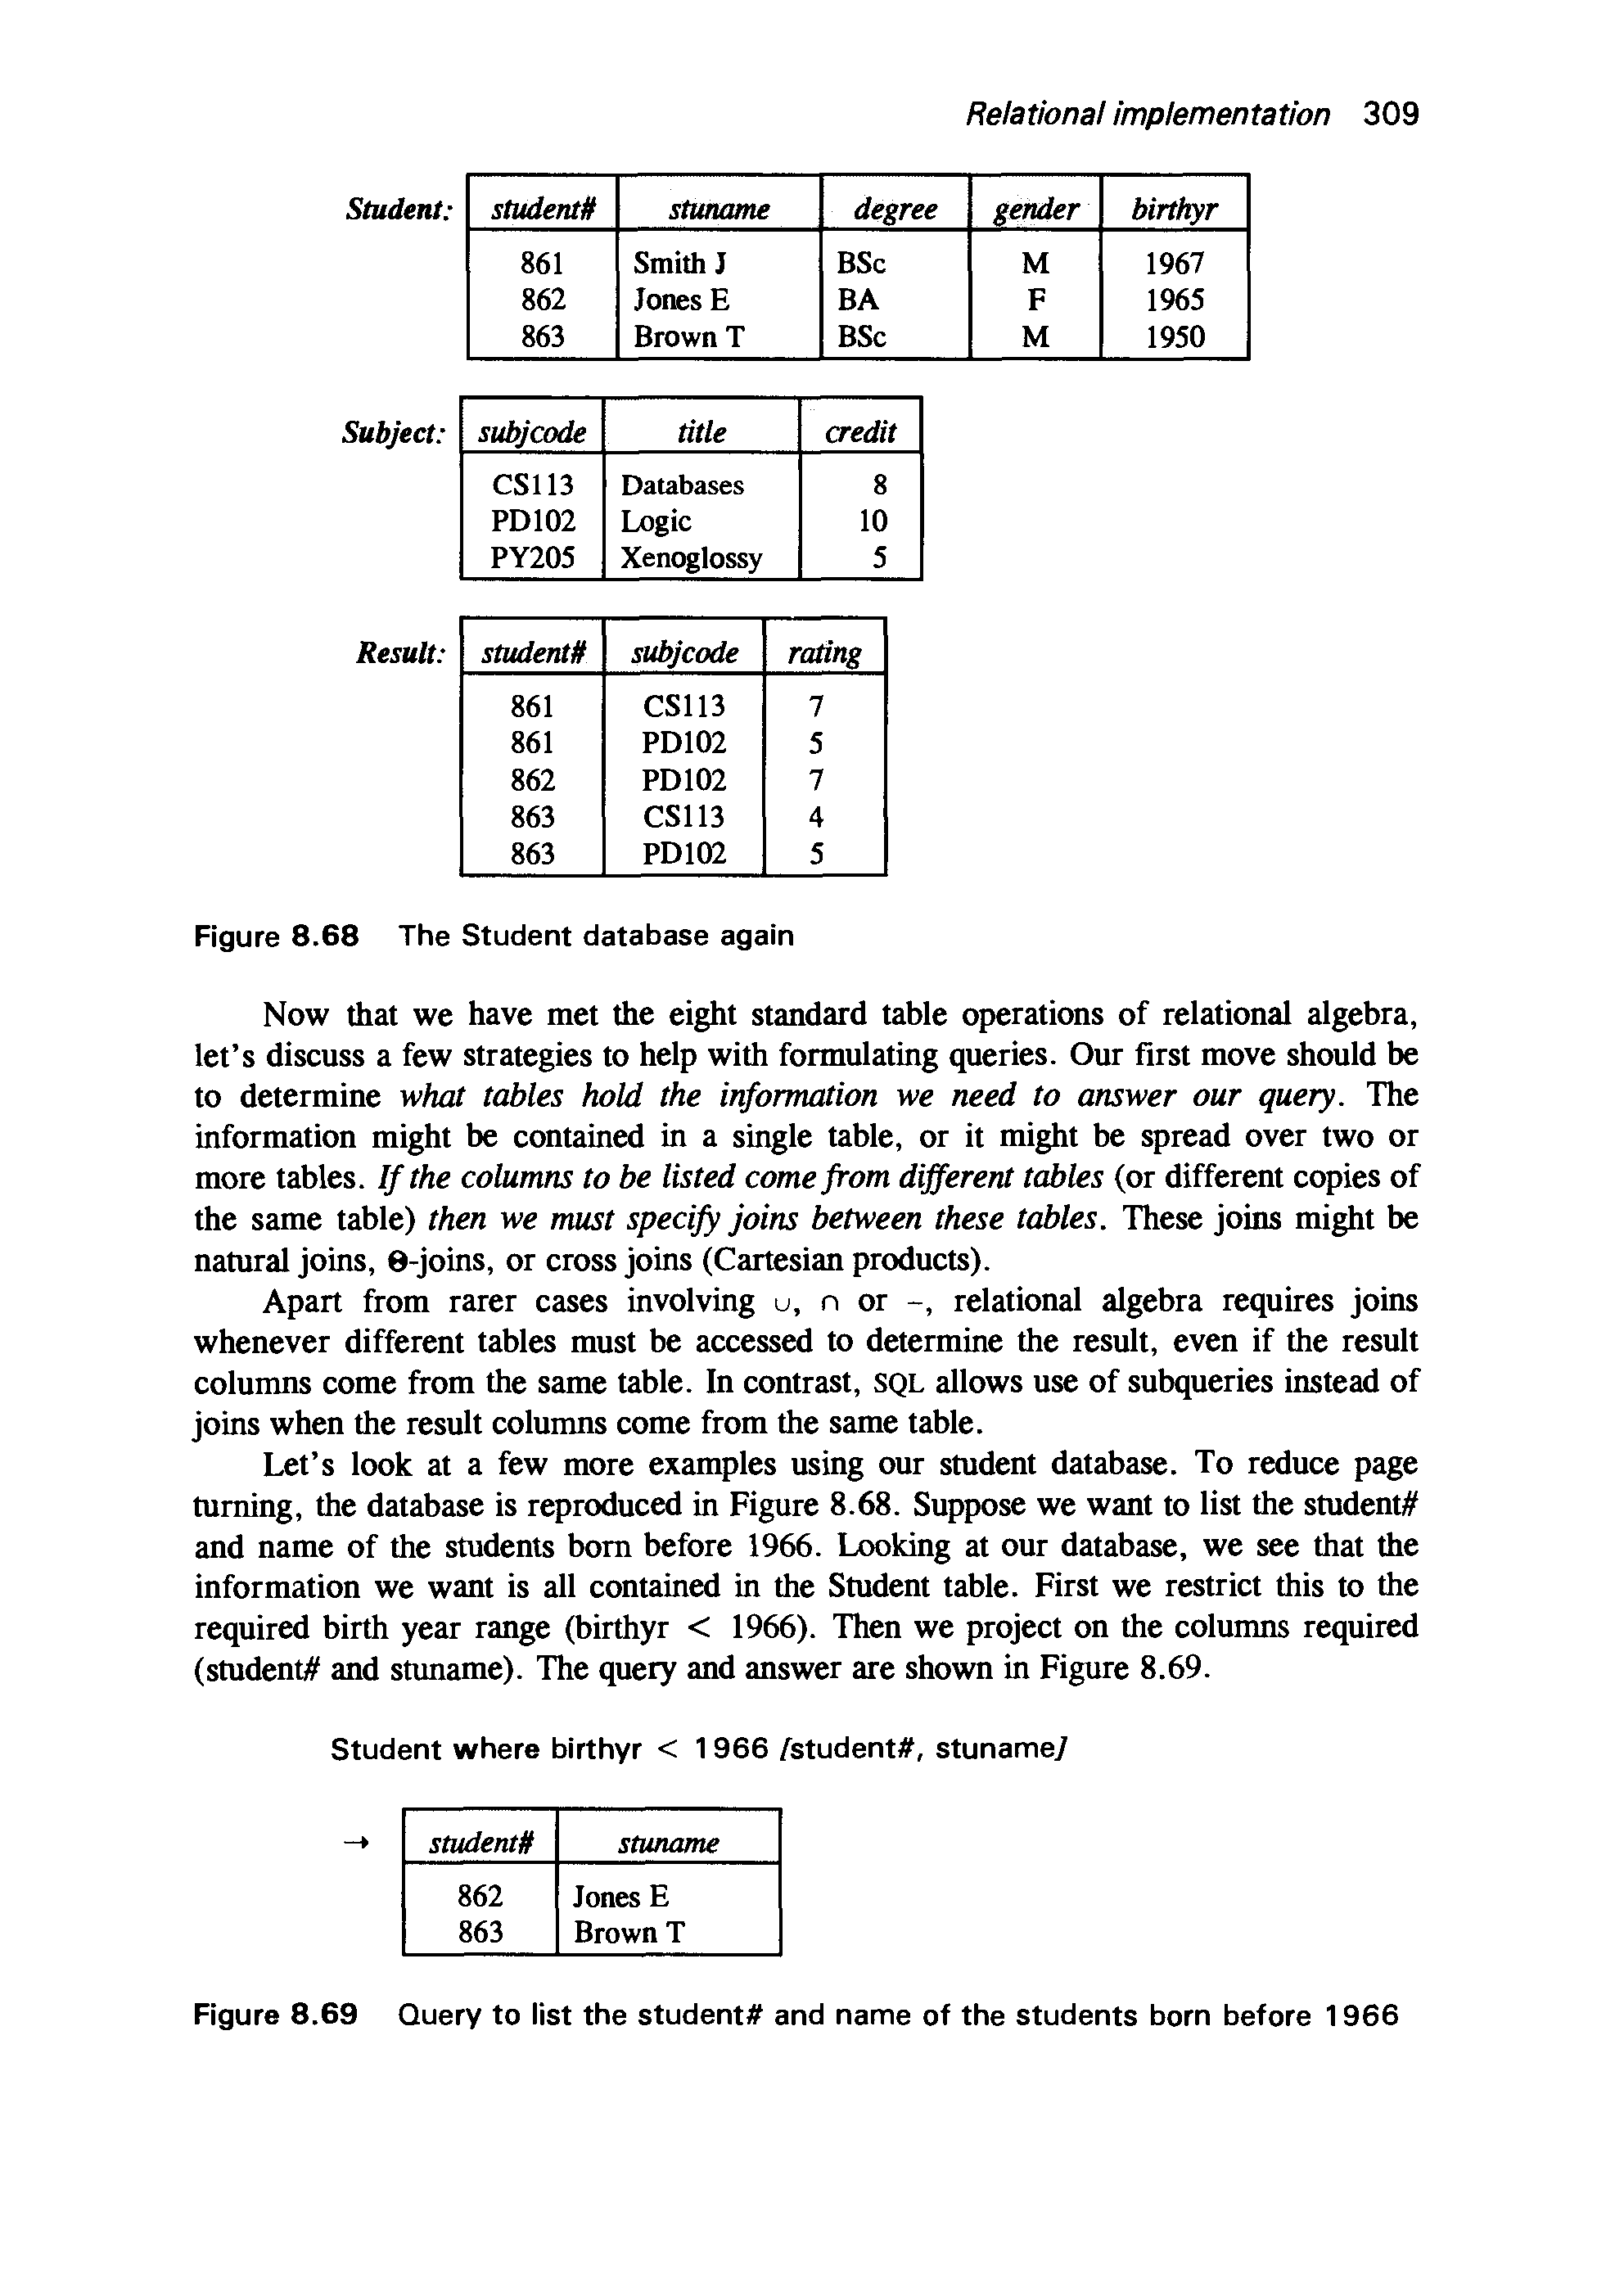 Relational implementation 309
Student: student# stuname degree gender birthyr
861 Smith J BSc M 1967
862 Jones E BA F 1965
863 Brown T BSc M 1950
Subject: subjcode title credit
CS113 Databases 8
PD102 Logic 10
PY205 Xenoglossy 5
Result: student# subjcode rating
861 CS113 7
861 PD102 5
862 PD102 7
863 CS113 4
863 PD102 5
Figure 8.68 The Student database again
Now that we have met the eight standard table operations of relational algebra,
let's discuss a few strategies to help with formulating queries. Our first move should be
to determine what tables hold the information we need to answer our query. The
information might be contained in a single table, or it might be spread over two or
more tables. If the columns to be listed come from different tables (or different copies of
the same table) then we must specify joins between these tables. These joins might be
natural joins, Θ-joins, or cross joins (Cartesian products).
Apart from rarer cases involving ∪, ∩ or -, relational algebra requires joins
whenever different tables must be accessed to determine the result, even if the result
columns come from the same table. In contrast, SQL allows use of subqueries instead of
joins when the result columns come from the same table.
Let's look at a few more examples using our student database. To reduce page
turning, the database is reproduced in Figure 8.68. Suppose we want to list the student#
and name of the students born before 1966. Looking at our database, we see that the
information we want is all contained in the Student table. First we restrict this to the
required birth year range (birthyr < 1966). Then we project on the columns required
(student# and stuname). The query and answer are shown in Figure 8.69.
Student where birthyr < 1966 [student#, stuname]
→ student# stuname
862 Jones E
863 Brown T
Figure 8.69 Query to list the student# and name of the students born before 1966